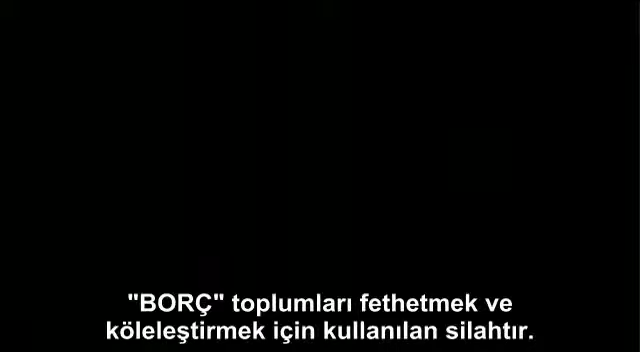 "BORÇ" toplumları fethetmek ve
köleleştirmek için kullanılan silahtır.